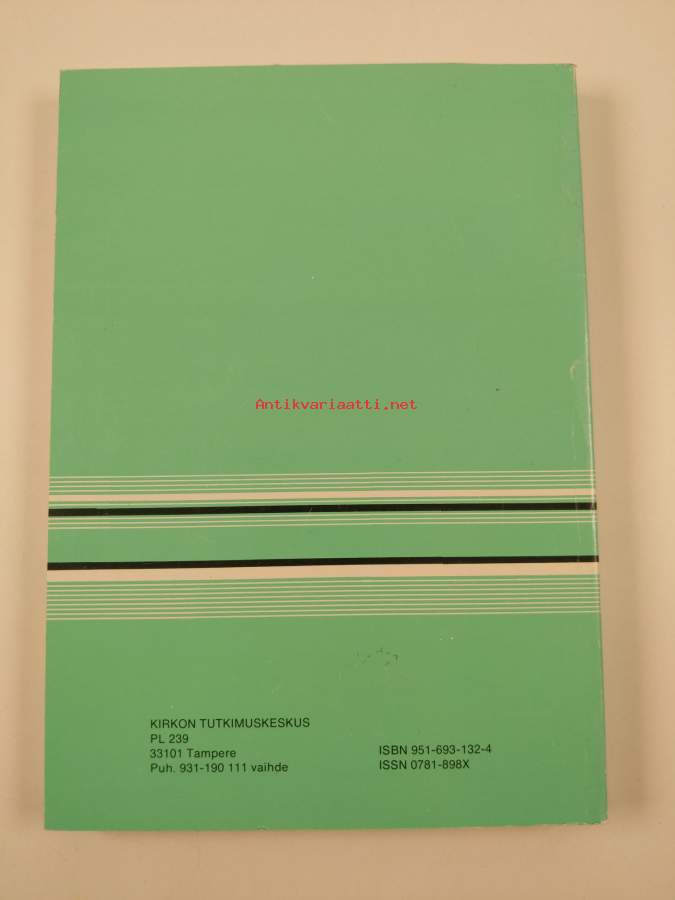 Antikvariaatti.net
KIRKON TUTKIMUSKESKUS
PL 239
33101 Tampere
Puh. 931-190 111 vaihde
ISBN 951-693-132-4
ISSN 0781-898X